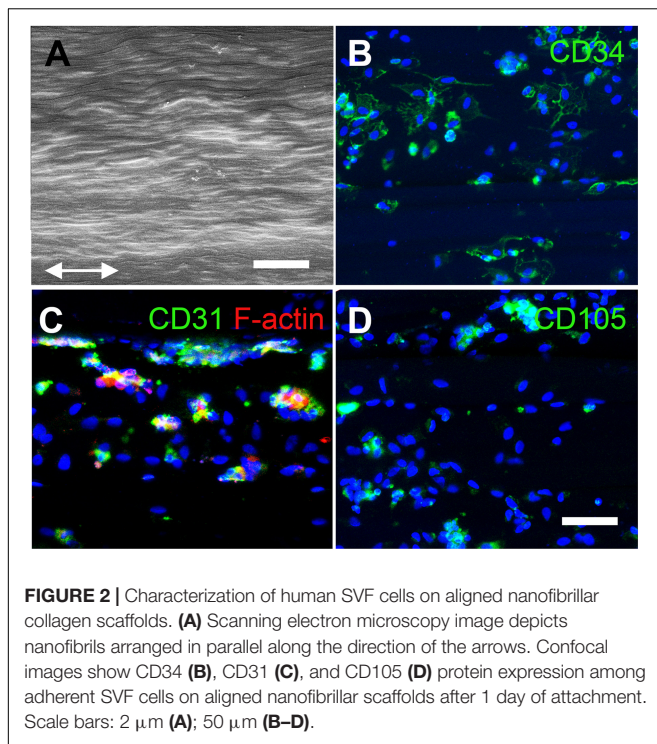 A
B
CD34
C
CD31 F-actin
D
CD105
FIGURE 2 | Characterization of human SVF cells on aligned nanofibrillar
collagen scaffolds. (A) Scanning electron microscopy image depicts
nanofibrils arranged in parallel along the direction of the arrows. Confocal
images show CD34 (B), CD31 (C), and CD105 (D) protein expression among
adherent SVF cells on aligned nanofibrillar scaffolds after 1 day of attachment.
Scale bars: 2 μm (A); 50 μm (B–D).